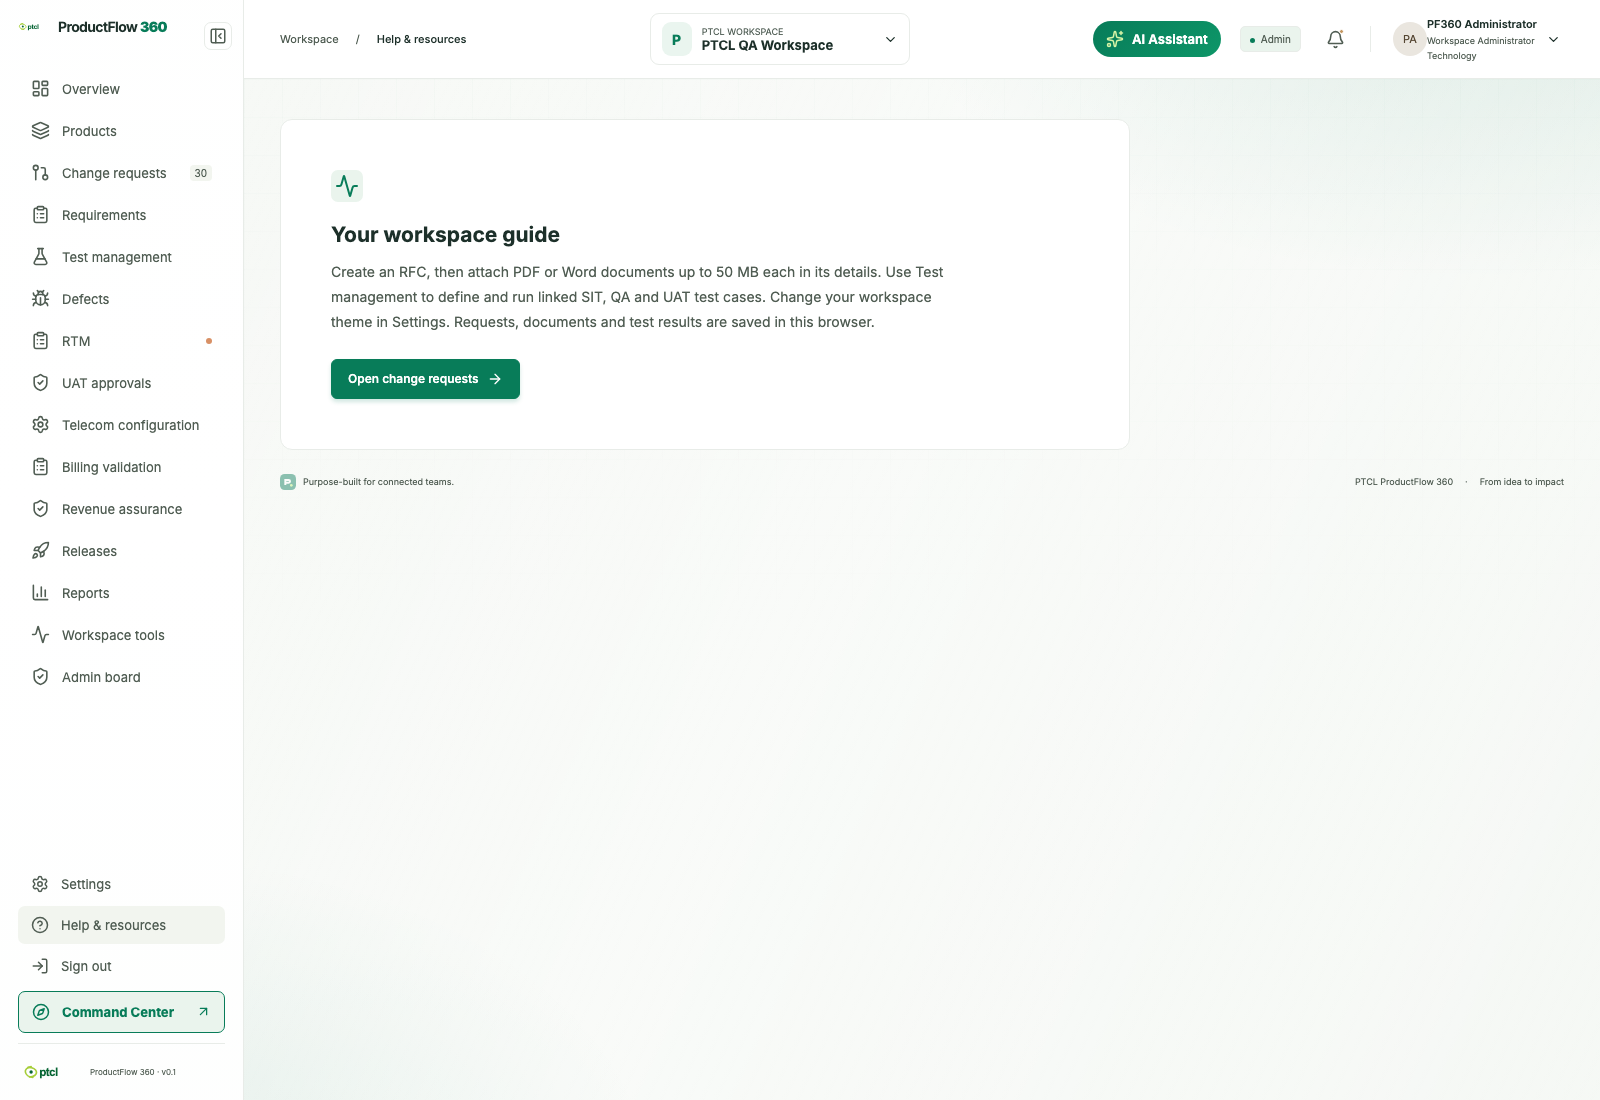 ptcl
ProductFlow 360
Overview
Products
Change requests 30
Requirements
Test management
Defects
RTM
UAT approvals
Telecom configuration
Billing validation
Revenue assurance
Releases
Reports
Workspace tools
Admin board
Settings
Help & resources
Sign out
Command Center
ptcl
ProductFlow 360 · v0.1
Workspace / Help & resources
P
PTCL WORKSPACE
PTCL QA Workspace
AI Assistant
Admin
PA
PF360 Administrator
Workspace Administrator
Technology
Your workspace guide
Create an RFC, then attach PDF or Word documents up to 50 MB each in its details. Use Test
management to define and run linked SIT, QA and UAT test cases. Change your workspace
theme in Settings. Requests, documents and test results are saved in this browser.
Open change requests
P.
Purpose-built for connected teams.
PTCL ProductFlow 360 · From idea to impact